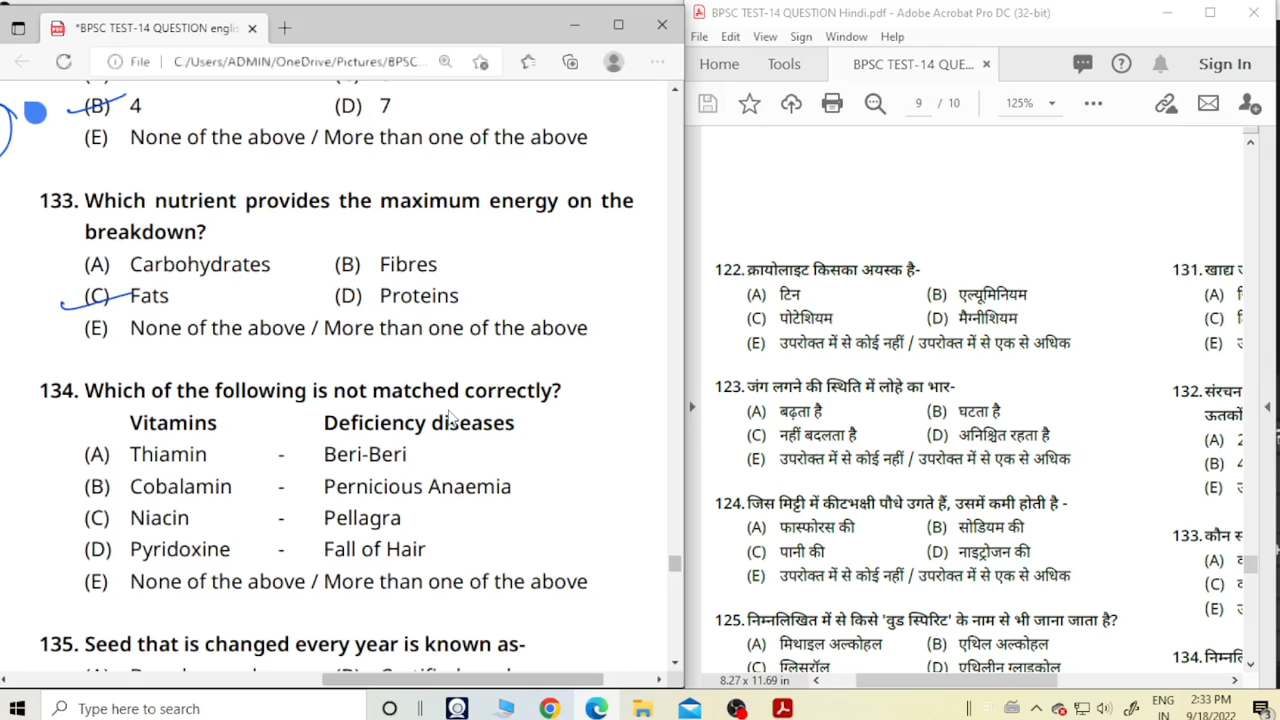 *BPSC TEST-14 QUESTION engli
File
C:/Users/ADMIN/OneDrive/Pictures/BPSC...
(B) 4 (D) 7
(E) None of the above / More than one of the above
133. Which nutrient provides the maximum energy on the
breakdown?
(A) Carbohydrates (B) Fibres
(C) Fats (D) Proteins
(E) None of the above / More than one of the above
134. Which of the following is not matched correctly?
Vitamins Deficiency diseases
(A) Thiamin - Beri-Beri
(B) Cobalamin - Pernicious Anaemia
(C) Niacin - Pellagra
(D) Pyridoxine - Fall of Hair
(E) None of the above / More than one of the above
135. Seed that is changed every year is known as-
BPSC TEST-14 QUESTION Hindi.pdf - Adobe Acrobat Pro DC (32-bit)
File Edit View Sign Window Help
Home Tools BPSC TEST-14 QUE... Sign In
9 / 10 125%
122. क्रायोलाइट किसका अयस्क है-
(A) टिन (B) एल्यूमिनियम
(C) पोटेशियम (D) मैग्नीशियम
(E) उपरोक्त में से कोई नहीं / उपरोक्त में से एक से अधिक
123. जंग लगने की स्थिति में लोहे का भार-
(A) बढ़ता है (B) घटता है
(C) नहीं बदलता है (D) अनिश्चित रहता है
(E) उपरोक्त में से कोई नहीं / उपरोक्त में से एक से अधिक
124. जिस मिट्टी में कीटभक्षी पौधे उगते हैं, उसमें कमी होती है -
(A) फास्फोरस की (B) सोडियम की
(C) पानी की (D) नाइट्रोजन की
(E) उपरोक्त में से कोई नहीं / उपरोक्त में से एक से अधिक
125. निम्नलिखित में से किसे 'वुड स्पिरिट' के नाम से भी जाना जाता है?
(A) मिथाइल अल्कोहल (B) एथिल अल्कोहल
(C) ग्लिसरॉल (D) एथिलीन ग्लाइकोल
131. खाद्य
(A)
(C)
(E)
132. संरचन
ऊतकों
(A) 2
(B) 4
(E)
133. कौन स
(A)
(C)
(E)
134. निम्नलि
8.27 x 11.69 in
Type here to search
ENG
IN
2:33 PM
9/18/2022